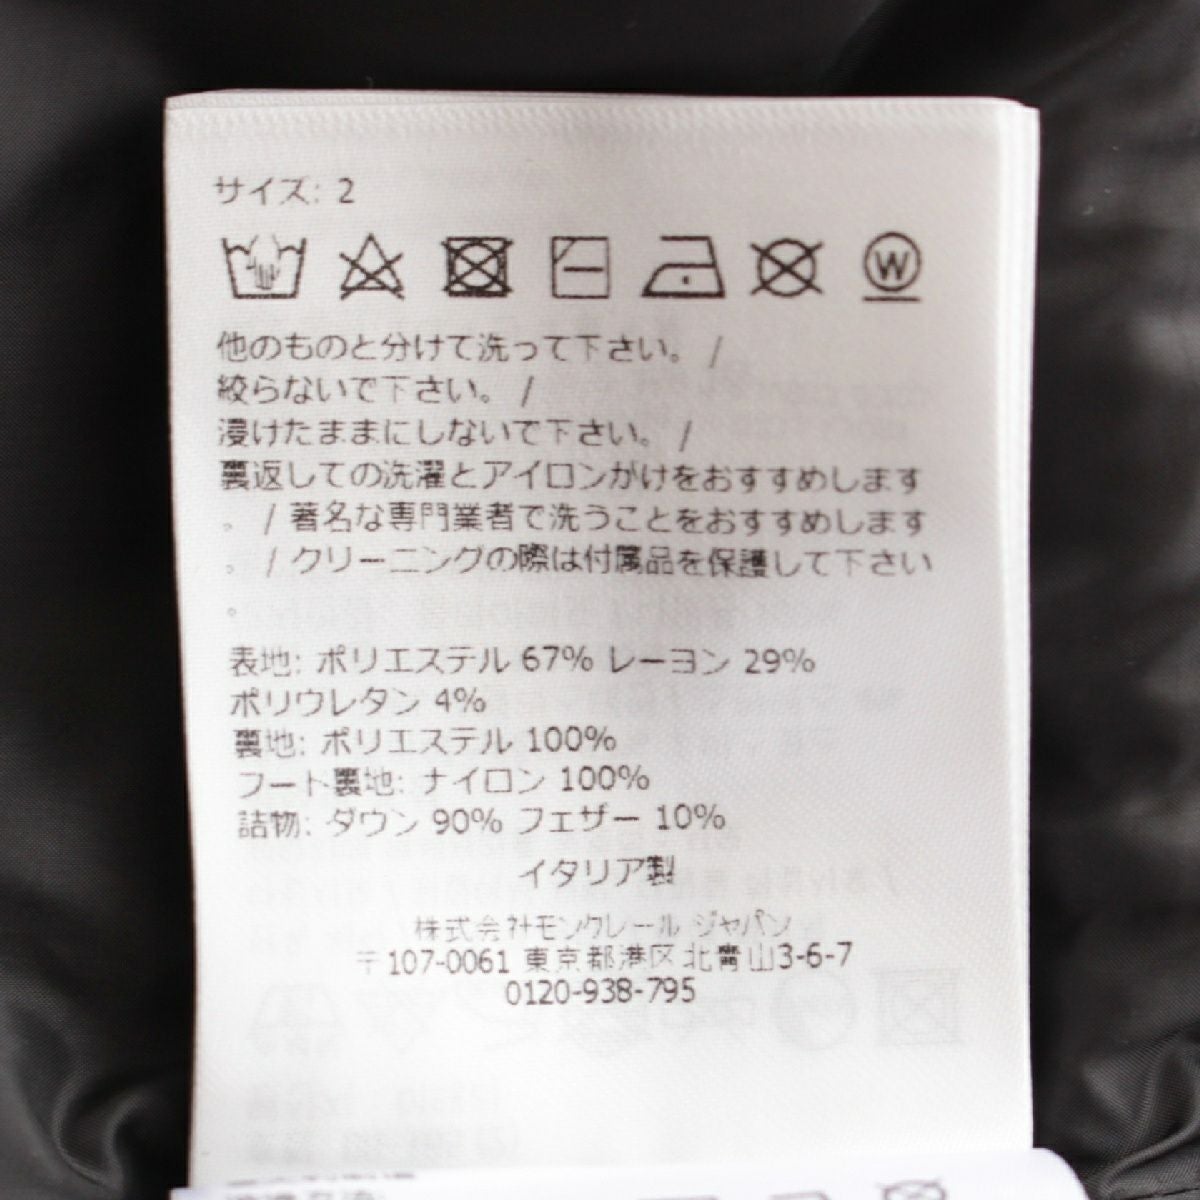 サイズ: 2
W
他のものと分けて洗って下さい。 /
絞らないで下さい。 /
浸けたままにしないで下さい。 /
裏返しての洗濯とアイロンがけをおすすめします
。 / 著名な専門業者で洗うことをおすすめします
。 / クリーニングの際は付属品を保護して下さい
。
表地: ポリエステル 67% レーヨン 29%
ポリウレタン 4%
裏地: ポリエステル 100%
フート裏地: ナイロン 100%
詰物: ダウン 90% フェザー 10%
イタリア製
株式会社モンクレール ジャパン
〒107-0061 東京都港区北青山3-6-7
0120-938-795